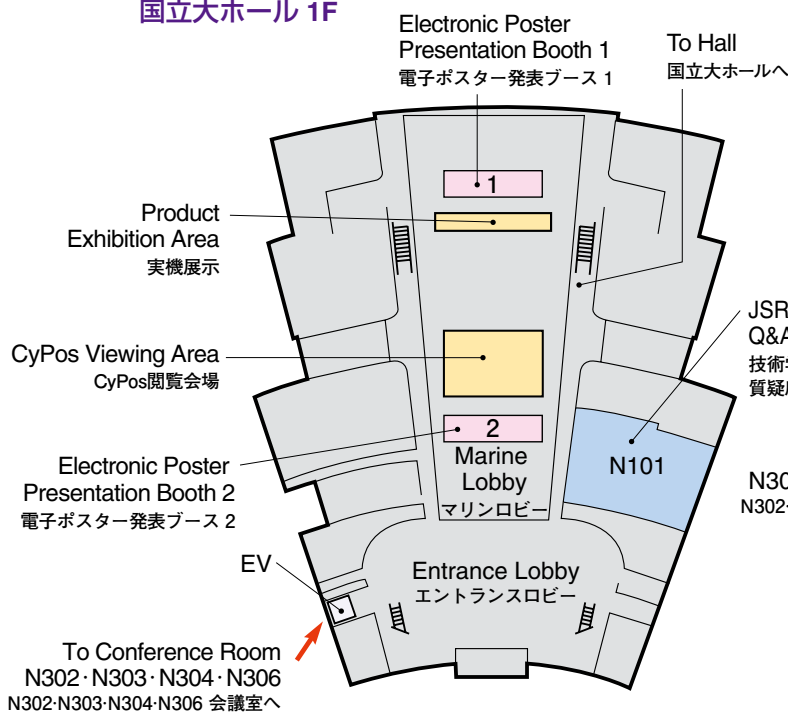 国立大ホール 1F
Electronic Poster
Presentation Booth 1
電子ポスター発表ブース 1
To Hall
国立大ホールへ
1
Product
Exhibition Area
実機展示
CyPos Viewing Area
CyPos閲覧会場
JSR
Q&A
技術
質疑
2
Marine
Lobby
マリンロビー
N101
Electronic Poster
Presentation Booth 2
電子ポスター発表ブース 2
N30
N302·
EV
Entrance Lobby
エントランスロビー
To Conference Room
N302·N303·N304·N306
N302·N303·N304·N306 会議室へ